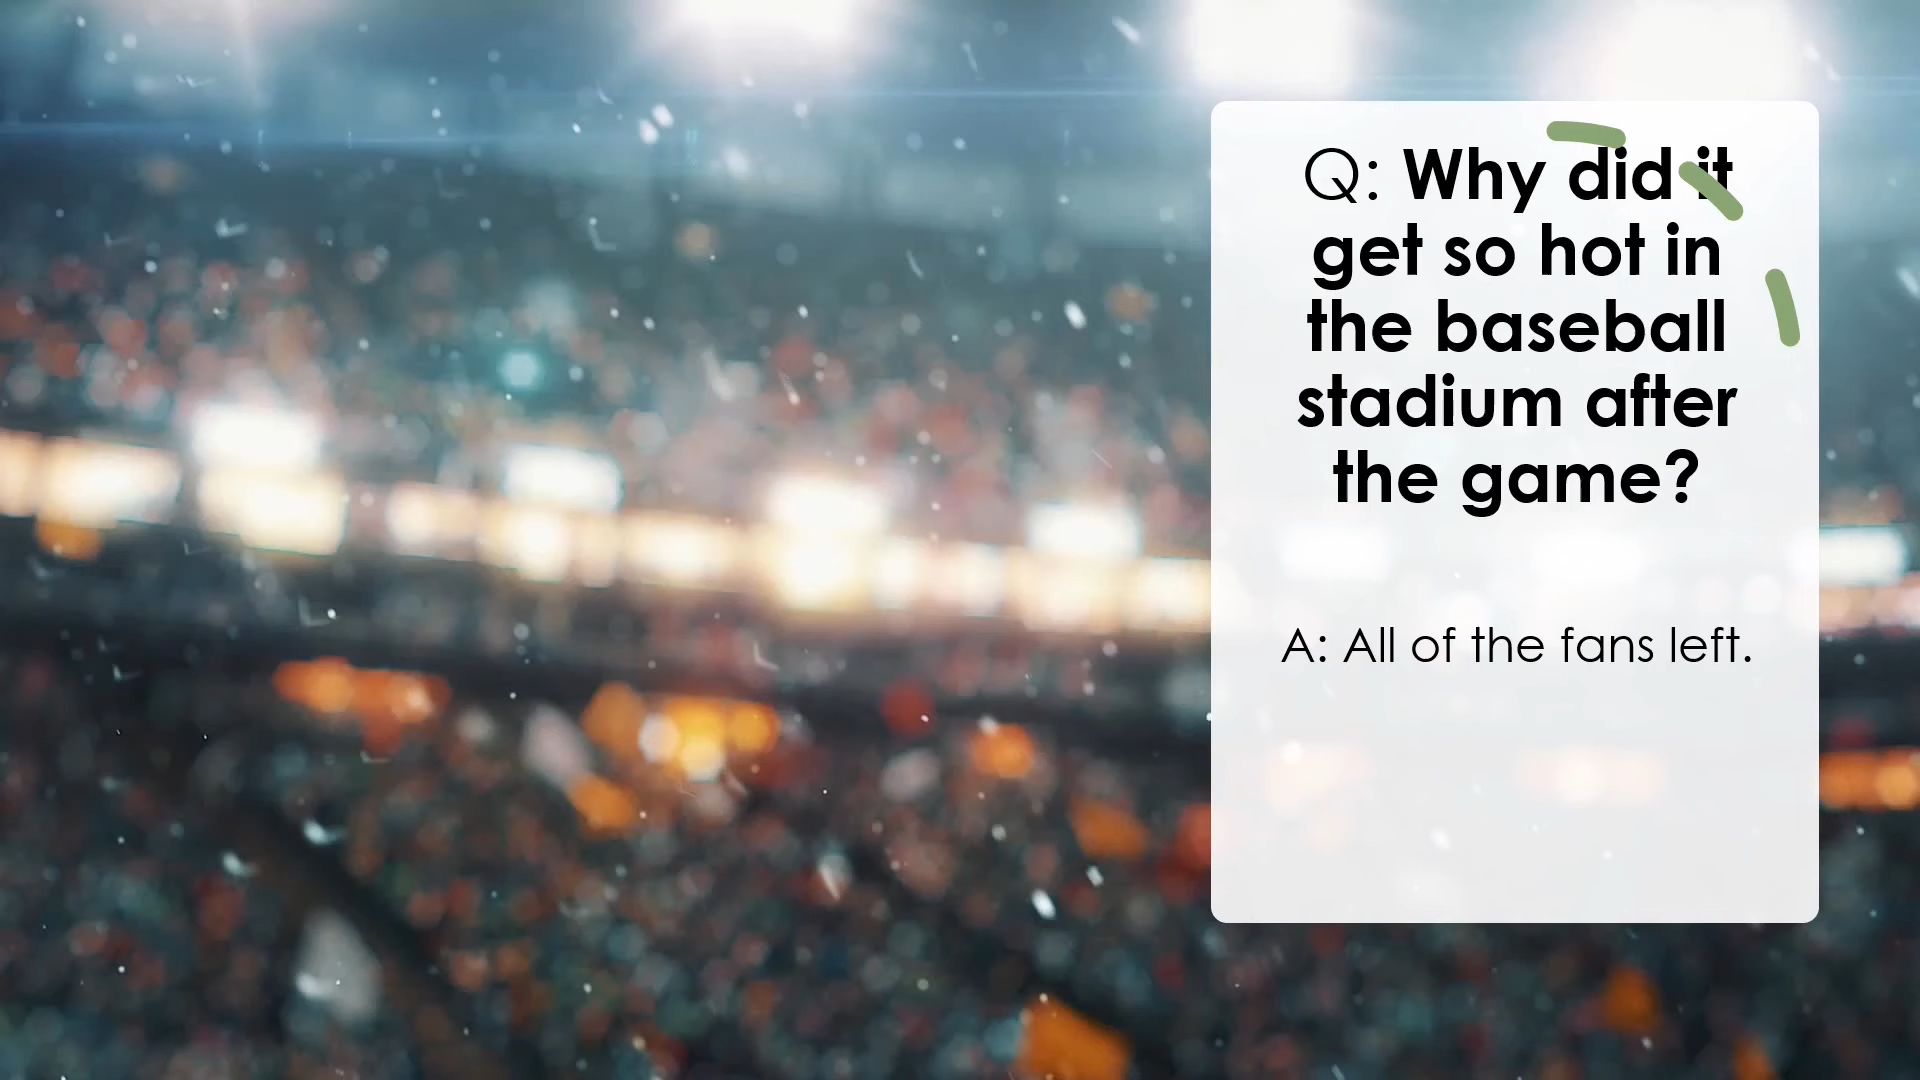 Q: Why did it
get so hot in
the baseball
stadium after
the game?
A: All of the fans left.